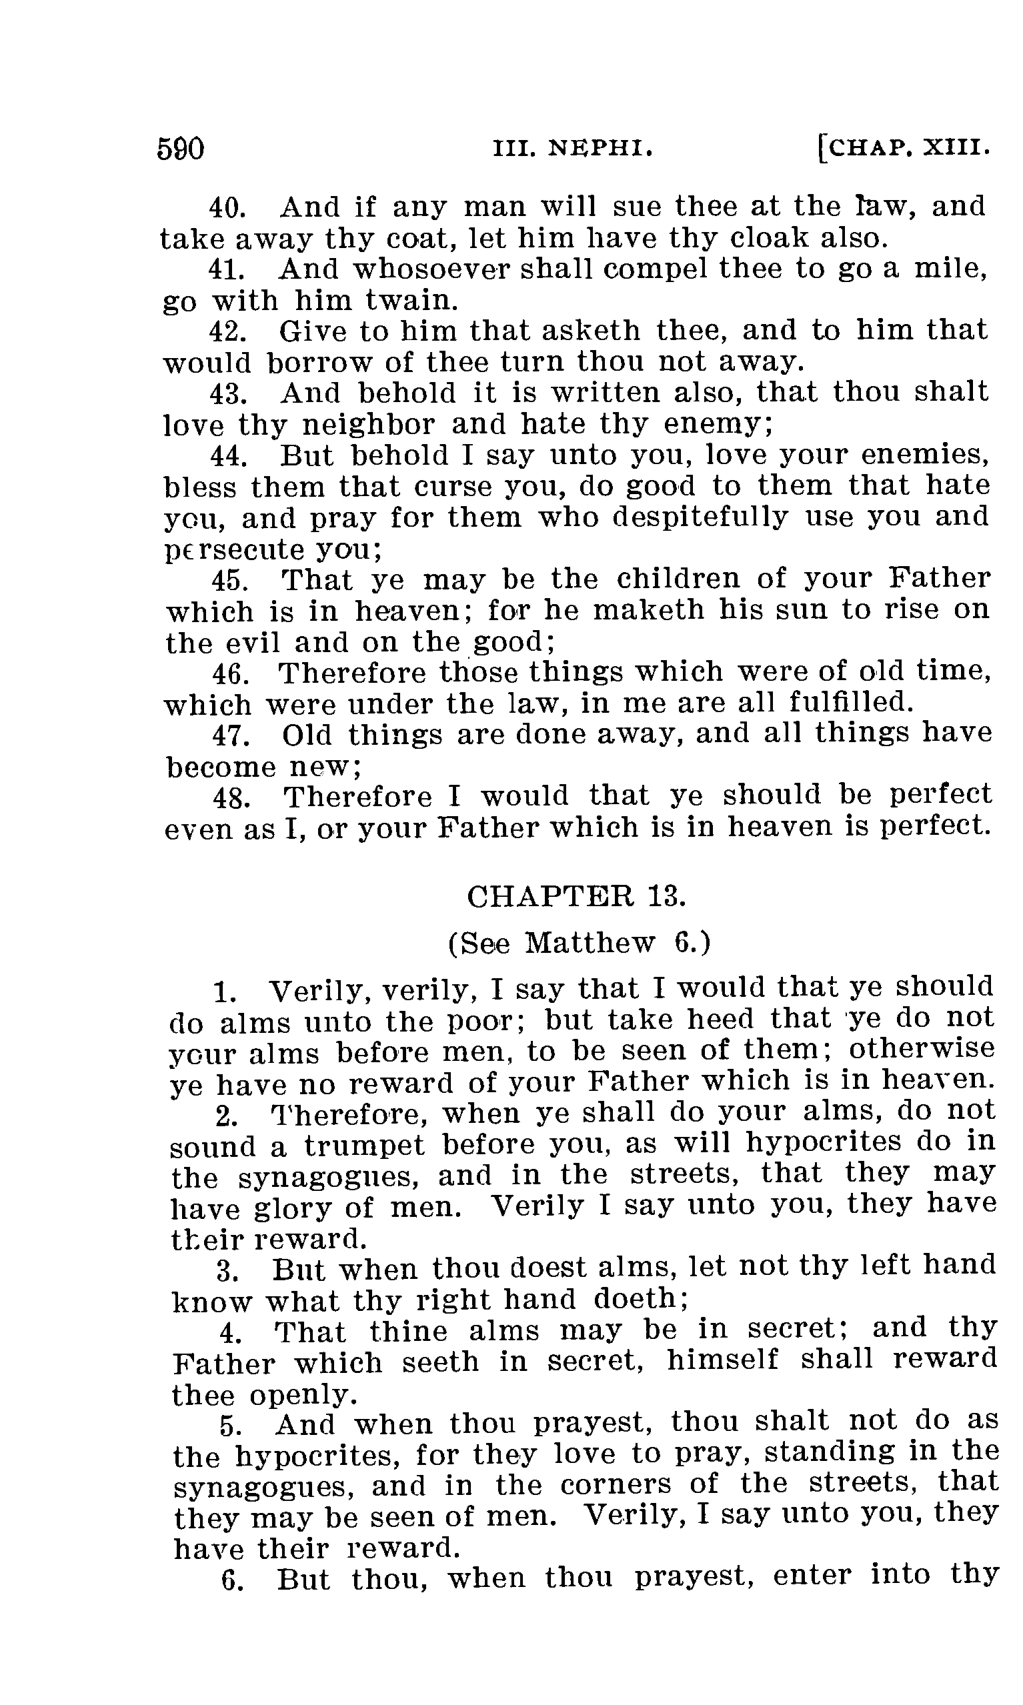 590 III. NEPHI. [CHAP. XIII.
40. And if any man will sue thee at the law, and
take away thy coat, let him have thy cloak also.
41. And whosoever shall compel thee to go a mile,
go with him twain.
42. Give to him that asketh thee, and to him that
would borrow of thee turn thou not away.
43. And behold it is written also, that thou shalt
love thy neighbor and hate thy enemy;
44. But behold I say unto you, love your enemies,
bless them that curse you, do good to them that hate
you, and pray for them who despitefully use you and
persecute you;
45. That ye may be the children of your Father
which is in heaven; for he maketh his sun to rise on
the evil and on the good;
46. Therefore those things which were of old time,
which were under the law, in me are all fulfilled.
47. Old things are done away, and all things have
become new;
48. Therefore I would that ye should be perfect
even as I, or your Father which is in heaven is perfect.
CHAPTER 13.
(See Matthew 6.)
1. Verily, verily, I say that I would that ye should
do alms unto the poor; but take heed that ye do not
your alms before men, to be seen of them; otherwise
ye have no reward of your Father which is in heaven.
2. Therefore, when ye shall do your alms, do not
sound a trumpet before you, as will hypocrites do in
the synagogues, and in the streets, that they may
have glory of men. Verily I say unto you, they have
their reward.
3. But when thou doest alms, let not thy left hand
know what thy right hand doeth;
4. That thine alms may be in secret; and thy
Father which seeth in secret, himself shall reward
thee openly.
5. And when thou prayest, thou shalt not do as
the hypocrites, for they love to pray, standing in the
synagogues, and in the corners of the streets, that
they may be seen of men. Verily, I say unto you, they
have their reward.
6. But thou, when thou prayest, enter into thy